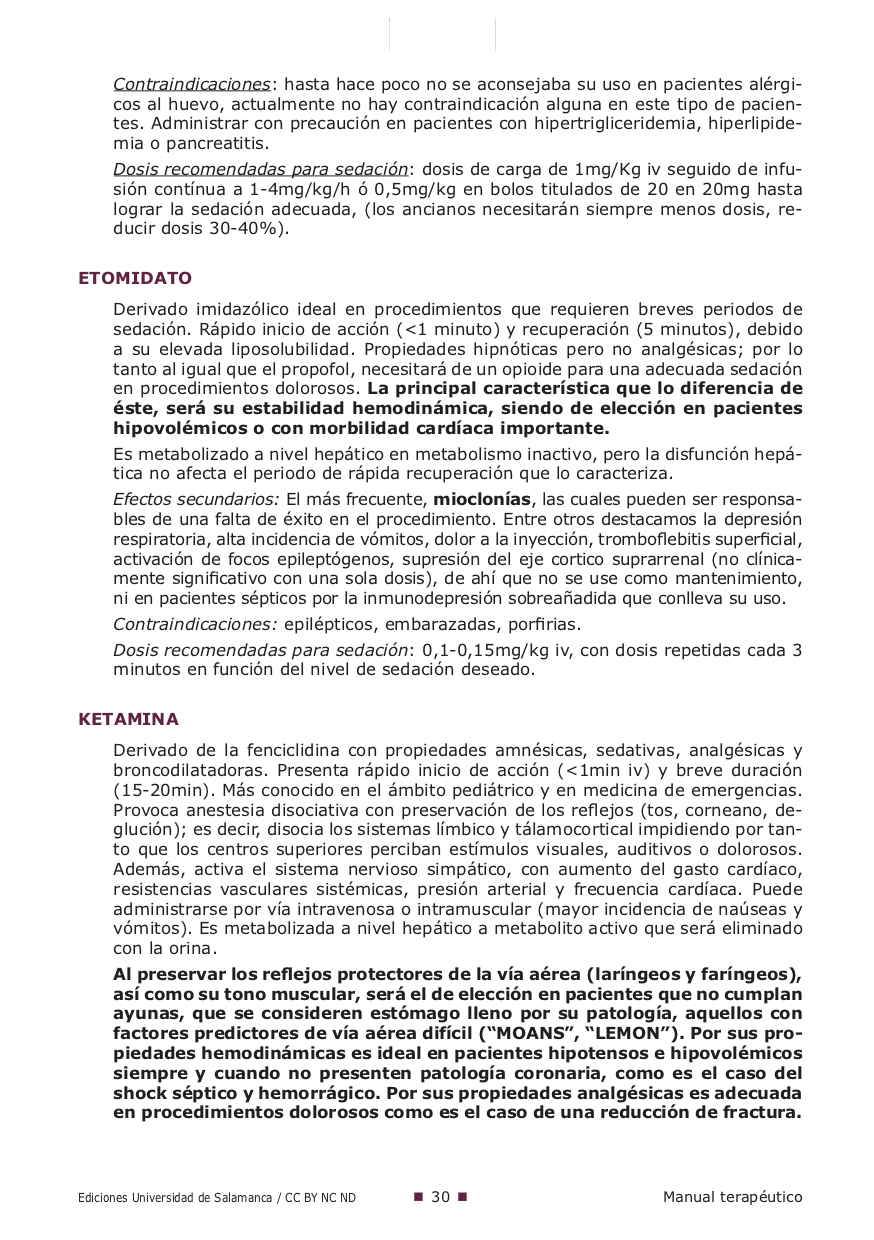 Contraindicaciones: hasta hace poco no se aconsejaba su uso en pacientes alérgi-
cos al huevo, actualmente no hay contraindicación alguna en este tipo de pacien-
tes. Administrar con precaución en pacientes con hipertrigliceridemia, hiperlipide-
mia o pancreatitis.
Dosis recomendadas para sedación: dosis de carga de 1mg/Kg iv seguido de infu-
sión contínua a 1-4mg/kg/h ó 0,5mg/kg en bolos titulados de 20 en 20mg hasta
lograr la sedación adecuada, (los ancianos necesitarán siempre menos dosis, re-
ducir dosis 30-40%).
ETOMIDATO
Derivado imidazólico ideal en procedimientos que requieren breves periodos de
sedación. Rápido inicio de acción (<1 minuto) y recuperación (5 minutos), debido
a su elevada liposolubilidad. Propiedades hipnóticas pero no analgésicas; por lo
tanto al igual que el propofol, necesitará de un opioide para una adecuada sedación
en procedimientos dolorosos. La principal característica que lo diferencia de
éste, será su estabilidad hemodinámica, siendo de elección en pacientes
hipovolémicos o con morbilidad cardíaca importante.
Es metabolizado a nivel hepático en metabolismo inactivo, pero la disfunción hepá-
tica no afecta el periodo de rápida recuperación que lo caracteriza.
Efectos secundarios: El más frecuente, mioclonías, las cuales pueden ser responsa-
bles de una falta de éxito en el procedimiento. Entre otros destacamos la depresión
respiratoria, alta incidencia de vómitos, dolor a la inyección, tromboflebitis superficial,
activación de focos epileptógenos, supresión del eje cortico suprarrenal (no clínica-
mente significativo con una sola dosis), de ahí que no se use como mantenimiento,
ni en pacientes sépticos por la inmunodepresión sobreañadida que conlleva su uso.
Contraindicaciones: epilépticos, embarazadas, porfirias.
Dosis recomendadas para sedación: 0,1-0,15mg/kg iv, con dosis repetidas cada 3
minutos en función del nivel de sedación deseado.
KETAMINA
Derivado de la fenciclidina con propiedades amnésicas, sedativas, analgésicas y
broncodilatadoras. Presenta rápido inicio de acción (<1min iv) y breve duración
(15-20min). Más conocido en el ámbito pediátrico y en medicina de emergencias.
Provoca anestesia disociativa con preservación de los reflejos (tos, corneano, de-
glución); es decir, disocia los sistemas límbico y tálamocortical impidiendo por tan-
to que los centros superiores perciban estímulos visuales, auditivos o dolorosos.
Además, activa el sistema nervioso simpático, con aumento del gasto cardíaco,
resistencias vasculares sistémicas, presión arterial y frecuencia cardíaca. Puede
administrarse por vía intravenosa o intramuscular (mayor incidencia de naúseas y
vómitos). Es metabolizada a nivel hepático a metabolito activo que será eliminado
con la orina.
Al preservar los reflejos protectores de la vía aérea (laríngeos y faríngeos),
así como su tono muscular, será el de elección en pacientes que no cumplan
ayunas, que se consideren estómago lleno por su patología, aquellos con
factores predictores de vía aérea difícil (“MOANS”, “LEMON”). Por sus pro-
piedades hemodinámicas es ideal en pacientes hipotensos e hipovolémicos
siempre y cuando no presenten patología coronaria, como es el caso del
shock séptico y hemorrágico. Por sus propiedades analgésicas es adecuada
en procedimientos dolorosos como es el caso de una reducción de fractura.
Ediciones Universidad de Salamanca / CC BY NC ND ■ 30 ■ Manual terapéutico